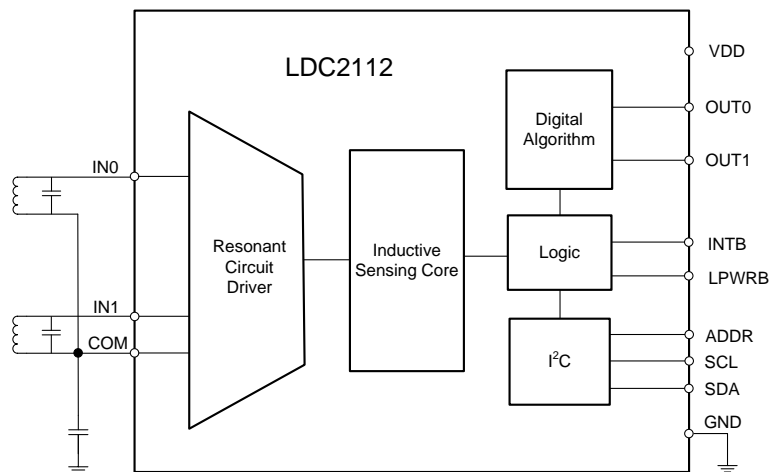 LDC2112
VDD
Digital
Algorithm
OUT0
OUT1
IN0
Resonant
Circuit
Driver
Inductive
Sensing Core
Logic
INTB
LPWRB
IN1
COM
I²C
ADDR
SCL
SDA
GND